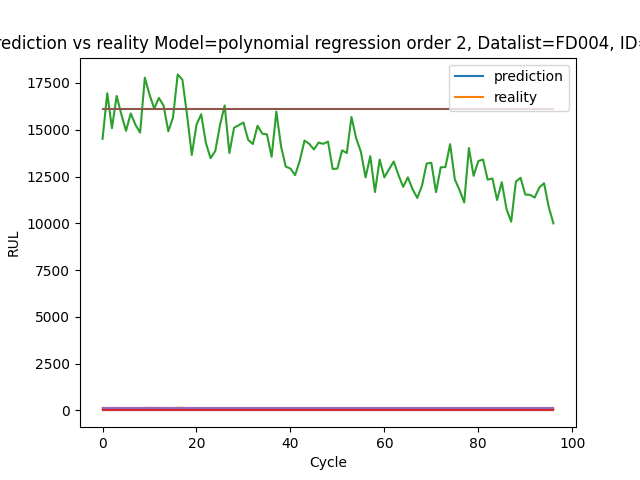 rediction vs reality Model=polynomial regression order 2, Datalist=FD004, ID=
prediction
reality
17500
15000
12500
10000
7500
5000
2500
0
RUL
0 20 40 60 80 100
Cycle